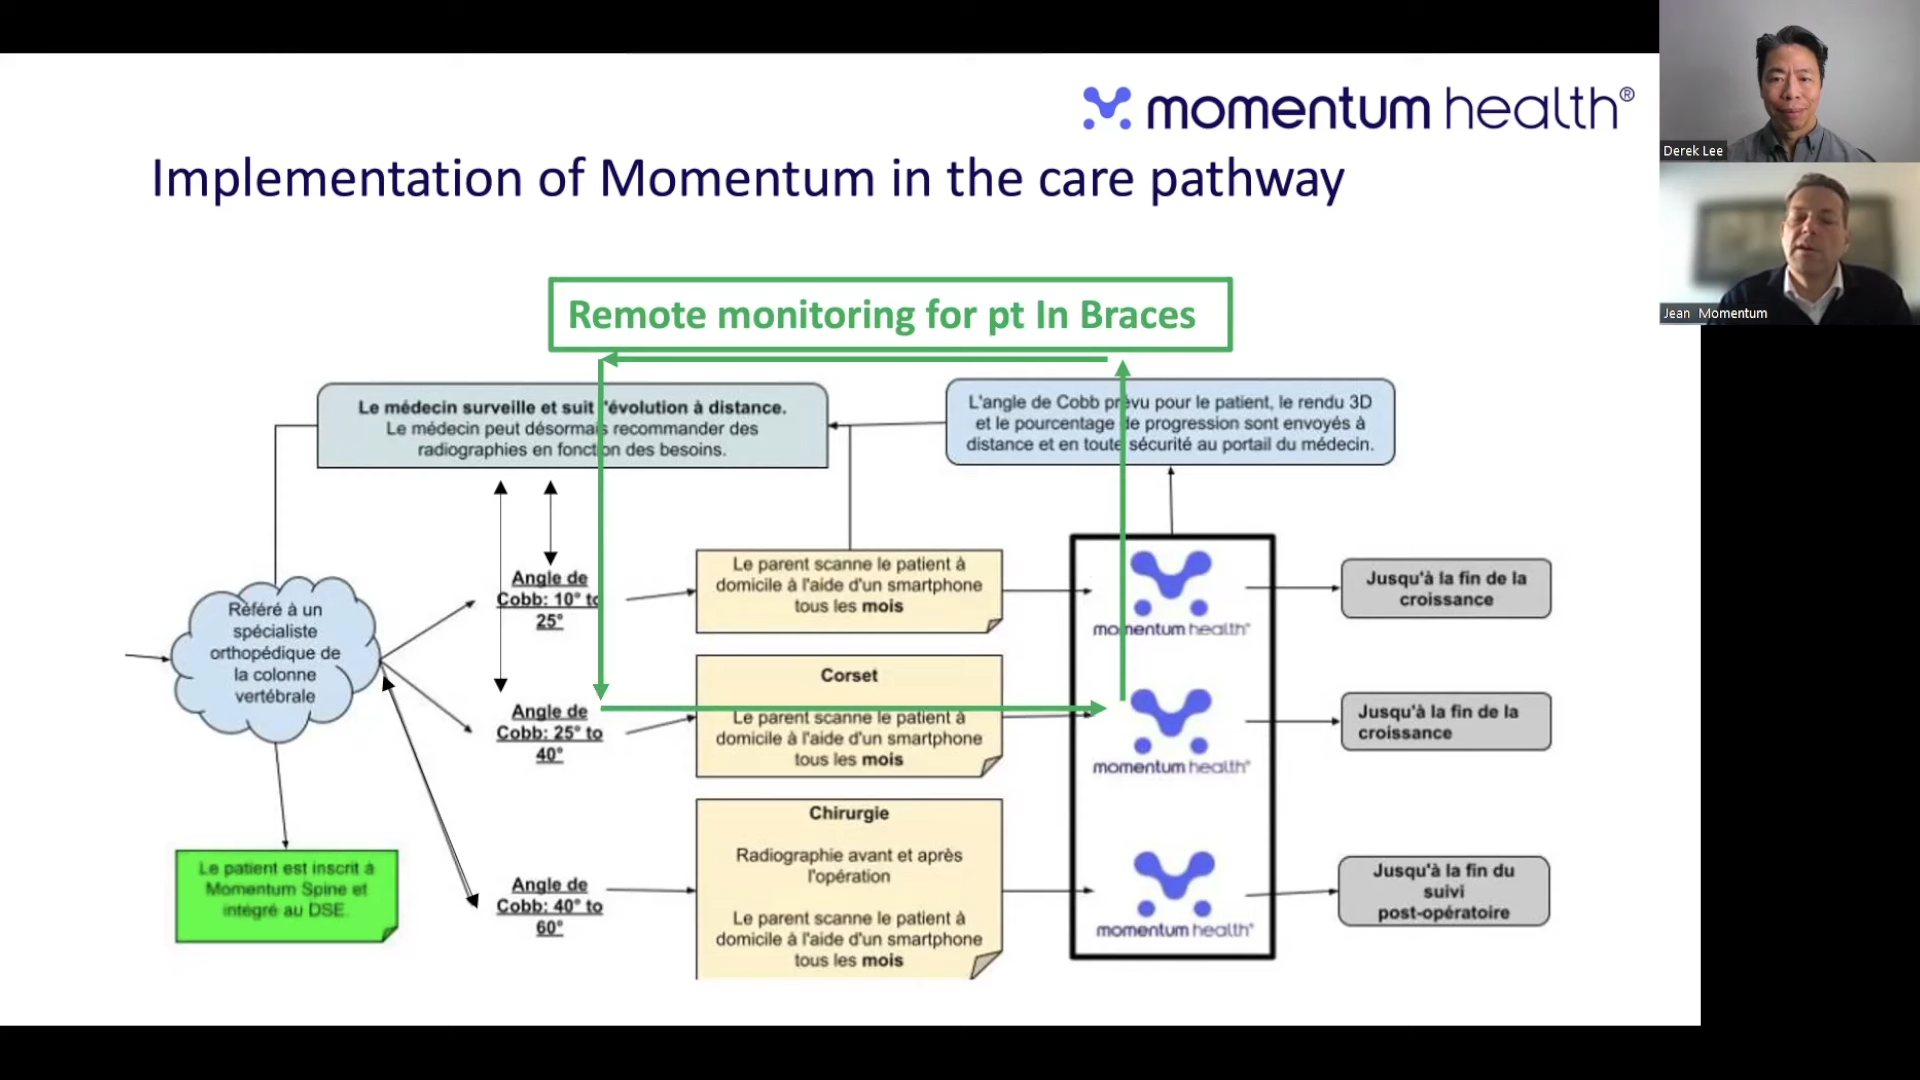 momentum health®
Derek Lee
Implementation of Momentum in the care pathway
Jean Momentum
Remote monitoring for pt In Braces
Le médecin surveille et suit l'évolution à distance.
Le médecin peut désormais recommander des
radiographies en fonction des besoins.
L'angle de Cobb prévu pour le patient, le rendu 3D
et le pourcentage de progression sont envoyés à
distance et en toute sécurité au portail du médecin.
Référé à un
spécialiste
orthopédique de
la colonne
vertébrale
Le patient est inscrit à
Momentum Spine et
intégré au DSE.
Angle de
Cobb: 10° to
25°
Le parent scanne le patient à
domicile à l'aide d'un smartphone
tous les mois
momentum health®
Jusqu'à la fin de la
croissance
Angle de
Cobb: 25° to
40°
Corset
Le parent scanne le patient à
domicile à l'aide d'un smartphone
tous les mois
momentum health®
Jusqu'à la fin de la
croissance
Angle de
Cobb: 40° to
60°
Chirurgie
Radiographie avant et après
l'opération
Le parent scanne le patient à
domicile à l'aide d'un smartphone
tous les mois
momentum health®
Jusqu'à la fin du
suivi
post-opératoire